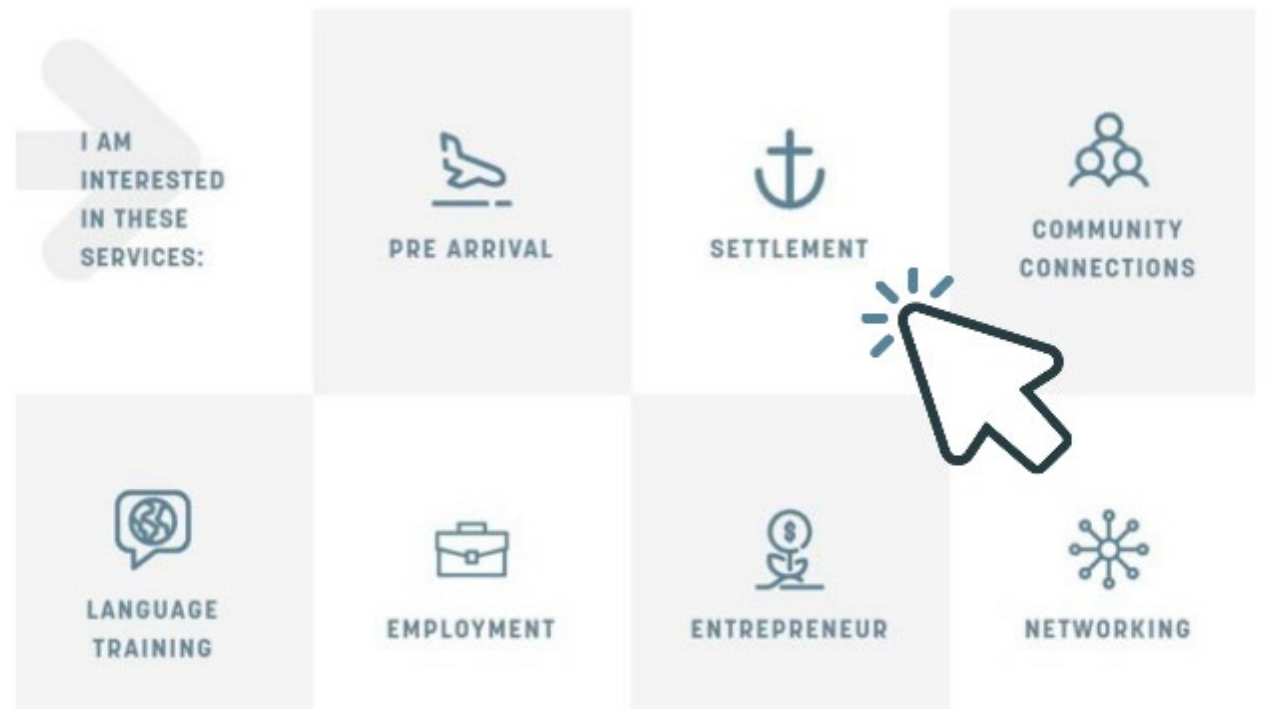 I AM
INTERESTED
IN THESE
SERVICES:
PRE ARRIVAL
SETTLEMENT
COMMUNITY
CONNECTIONS
LANGUAGE
TRAINING
EMPLOYMENT
$
ENTREPRENEUR
NETWORKING